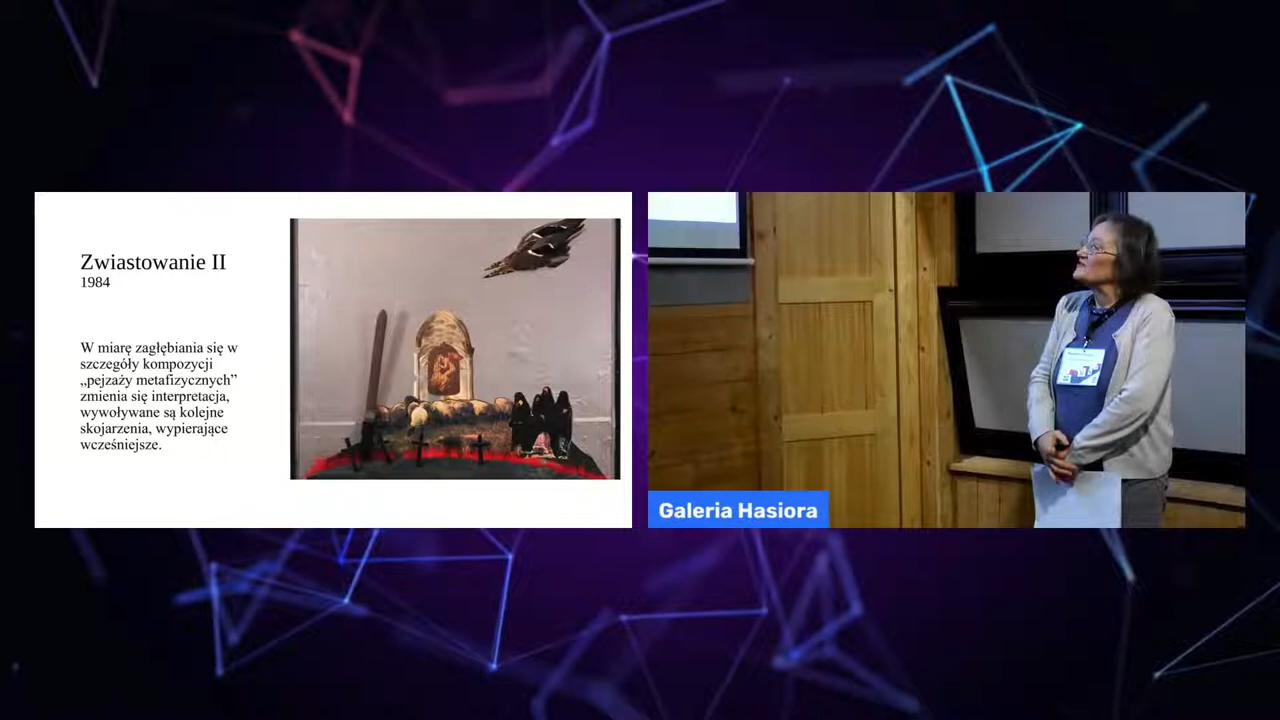 Zwiastowanie II
1984
W miarę zagłębiania się w
szczegóły kompozycji
„pejzaży metafizycznych”
zmienia się interpretacja,
wywoływane są kolejne
skojarzenia, wypierające
wcześniejsze.
Galeria Hasiora